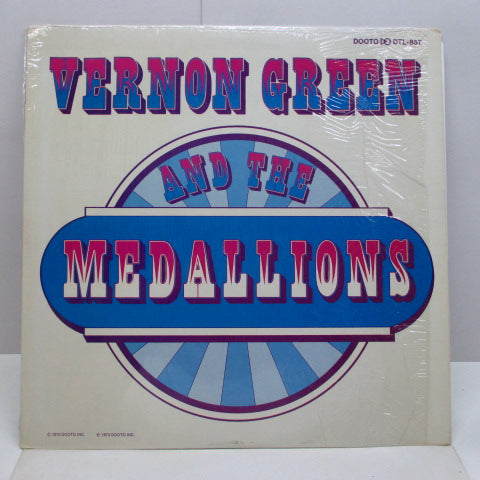 DOOTO DTL-857
VERNON GREEN
AND THE
MEDALLIONS